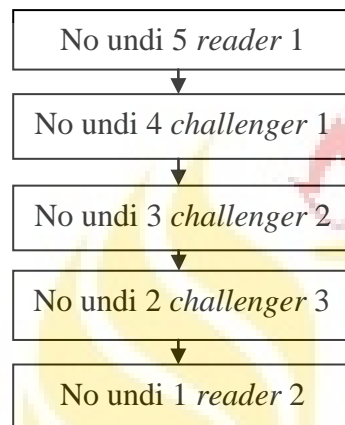 No undi 5 reader 1
No undi 4 challenger 1
No undi 3 challenger 2
No undi 2 challenger 3
No undi 1 reader 2